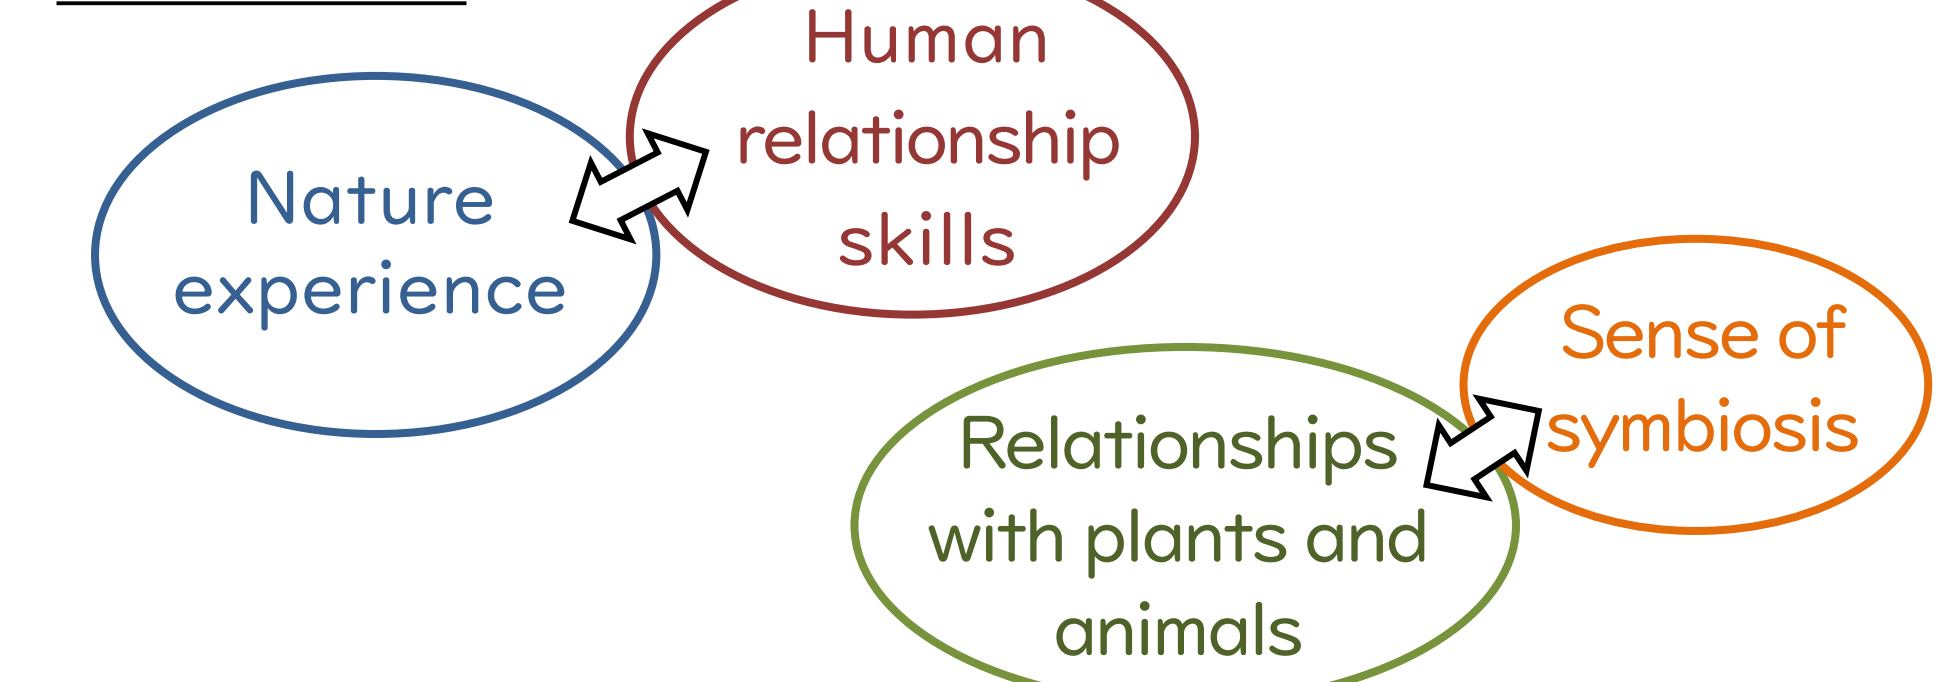 Human
relationship
skills
Nature
experience
Sense of
symbiosis
Relationships
with plants and
animals